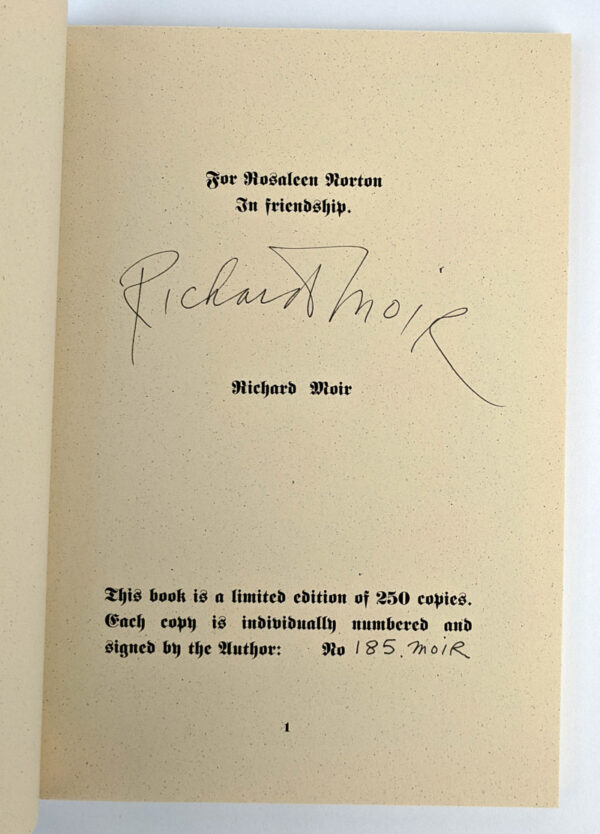 For Rosaleen Norton
In friendship.
Richard Moir
Richard Moir
This book is a limited edition of 250 copies.
Each copy is individually numbered and
signed by the Author: No 185. MOIR
1